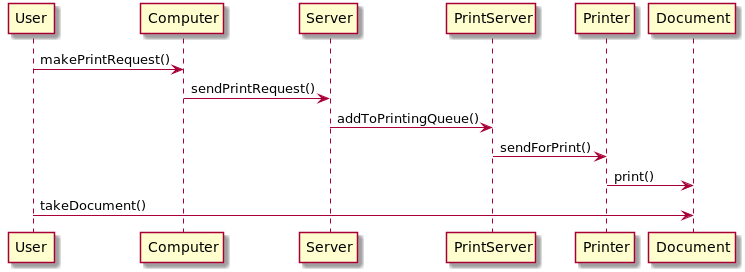 User Computer Server PrintServer Printer Document
makePrintRequest()
sendPrintRequest()
addToPrintingQueue()
sendForPrint()
print()
takeDocument()
User Computer Server PrintServer Printer Document